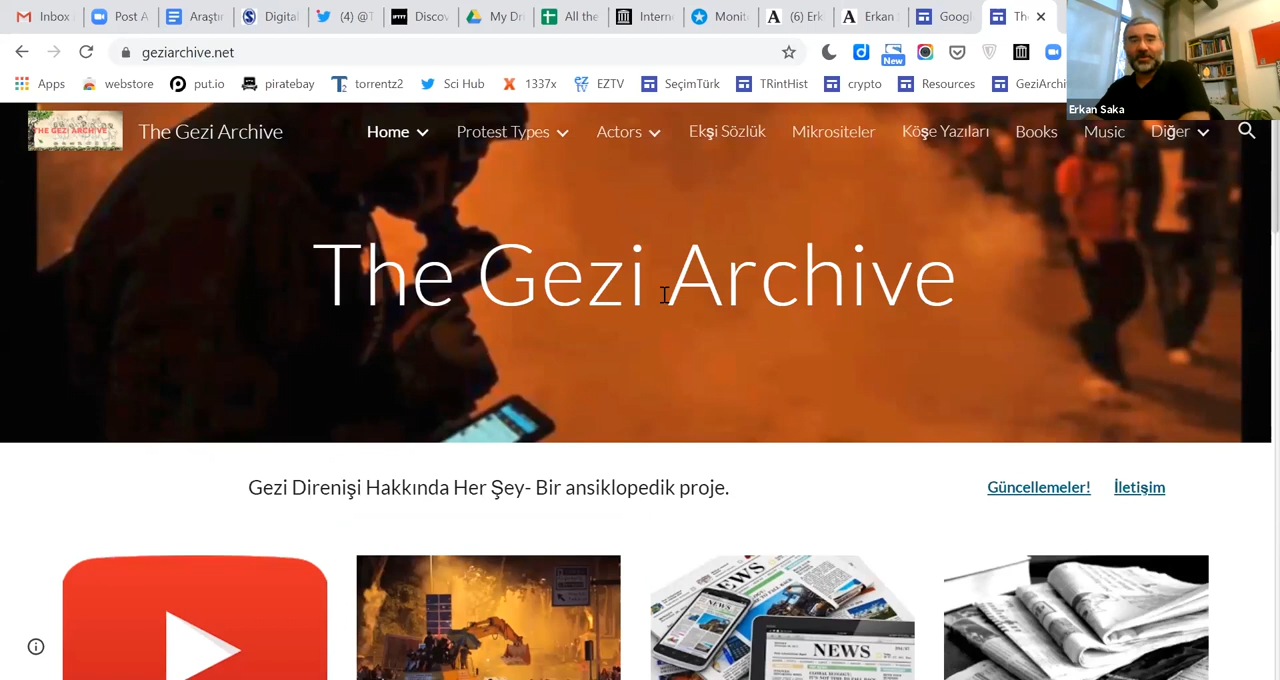 Inbox Post A Araştır Digital (4) @T Discov My Dri All the Intern Monit (6) Erk Erkan Googl Th
geziarchive.net
New
Apps webstore put.io piratebay torrentz2 Sci Hub 1337x EZTV SeçimTürk TRintHist crypto Resources GeziArchi
Erkan Saka
THE GEZI ARCHIVE The Gezi Archive Home Protest Types Actors Ekşi Sözlük Mikrositeler Köşe Yazıları Books Music Diğer
The Gezi Archive
Gezi Direnişi Hakkında Her Şey- Bir ansiklopedik proje. Güncellemeler! İletişim
NEWS
NEWS
NEWS